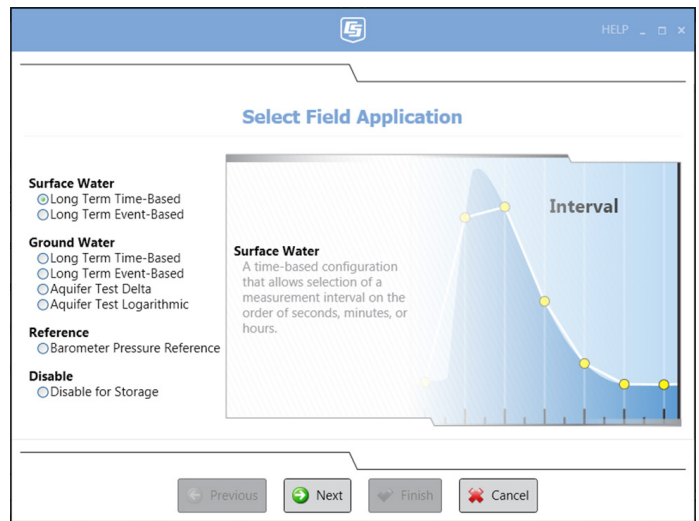 HELP
Select Field Application
Surface Water
Long Term Time-Based
Long Term Event-Based
Ground Water
Long Term Time-Based
Long Term Event-Based
Aquifer Test Delta
Aquifer Test Logarithmic
Reference
Barometer Pressure Reference
Disable
Disable for Storage
Interval
Surface Water
A time-based configuration
that allows selection of a
measurement interval on the
order of seconds, minutes, or
hours.
Previous
Next
Finish
Cancel